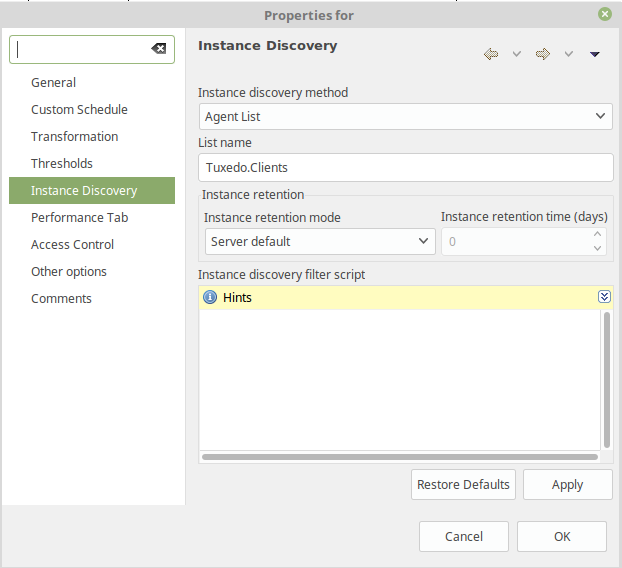 Properties for
Instance Discovery
General
Custom Schedule
Transformation
Thresholds
Instance Discovery
Performance Tab
Access Control
Other options
Comments
Instance discovery method
Agent List
List name
Tuxedo.Clients
Instance retention
Instance retention mode
Instance retention time (days)
Server default
0
Instance discovery filter script
Hints
Restore Defaults
Apply
Cancel
OK